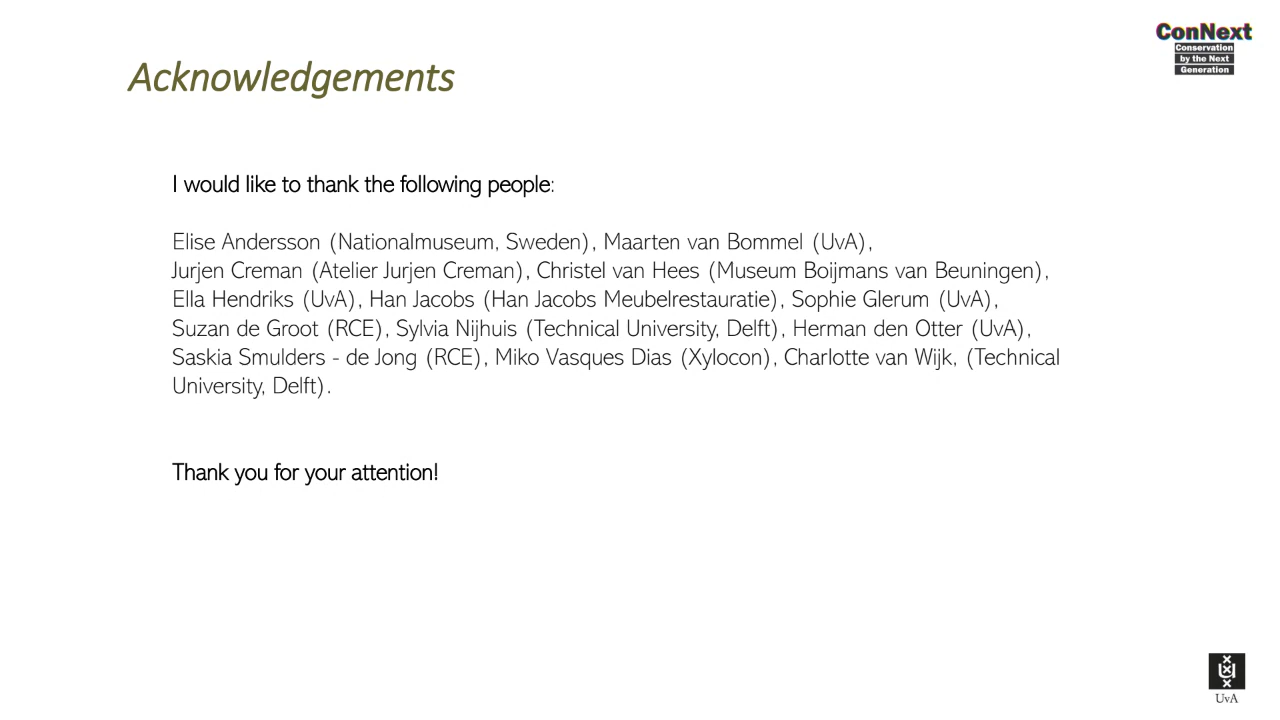 ConNext
Conservation
by the Next
Generation
Acknowledgements
I would like to thank the following people:
Elise Andersson (Nationalmuseum, Sweden), Maarten van Bommel (UvA),
Jurjen Creman (Atelier Jurjen Creman), Christel van Hees (Museum Boijmans van Beuningen),
Ella Hendriks (UvA), Han Jacobs (Han Jacobs Meubelrestauratie), Sophie Glerum (UvA),
Suzan de Groot (RCE), Sylvia Nijhuis (Technical University, Delft), Herman den Otter (UvA),
Saskia Smulders - de Jong (RCE), Miko Vasques Dias (Xylocon), Charlotte van Wijk, (Technical
University, Delft).
Thank you for your attention!
UvA